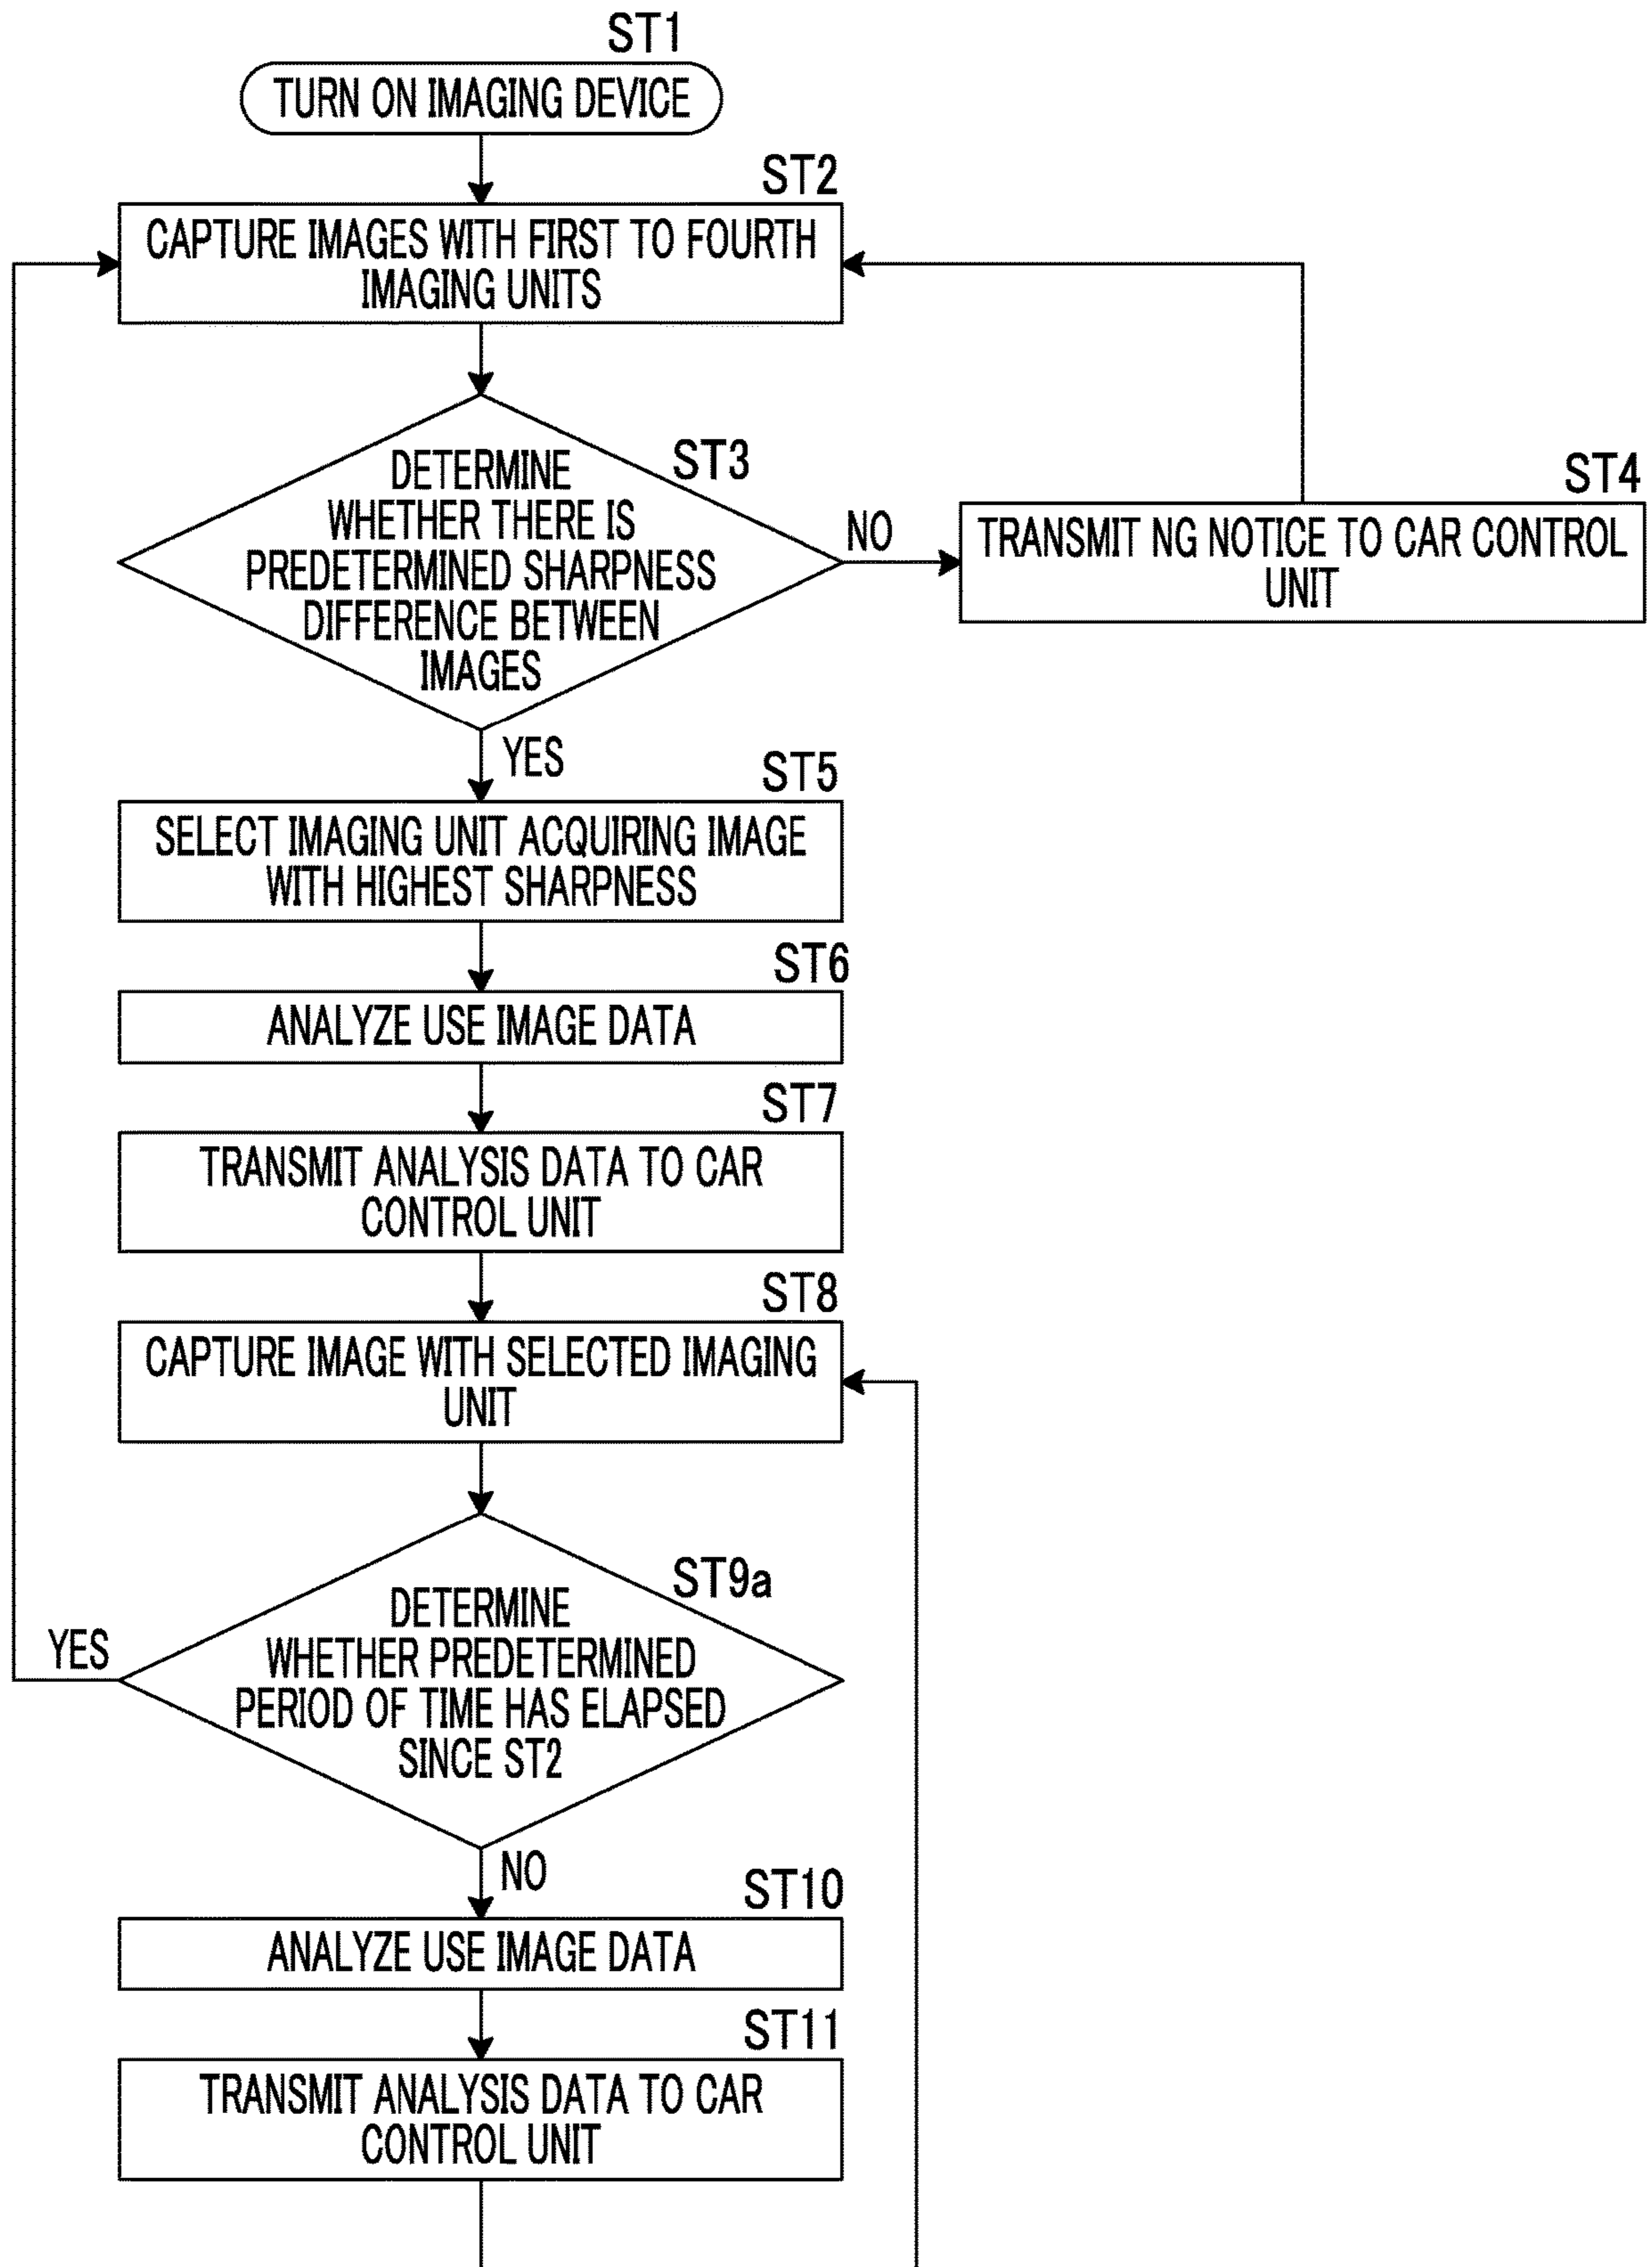 ST1
TURN ON IMAGING DEVICE
ST2
CAPTURE IMAGES WITH FIRST TO FOURTH
IMAGING UNITS
ST3
DETERMINE
WHETHER THERE IS
PREDETERMINED SHARPNESS
DIFFERENCE BETWEEN
IMAGES
NO
ST4
TRANSMIT NG NOTICE TO CAR CONTROL
UNIT
YES
ST5
SELECT IMAGING UNIT ACQUIRING IMAGE
WITH HIGHEST SHARPNESS
ST6
ANALYZE USE IMAGE DATA
ST7
TRANSMIT ANALYSIS DATA TO CAR
CONTROL UNIT
ST8
CAPTURE IMAGE WITH SELECTED IMAGING
UNIT
ST9a
DETERMINE
WHETHER PREDETERMINED
PERIOD OF TIME HAS ELAPSED
SINCE ST2
YES
NO
ST10
ANALYZE USE IMAGE DATA
ST11
TRANSMIT ANALYSIS DATA TO CAR
CONTROL UNIT